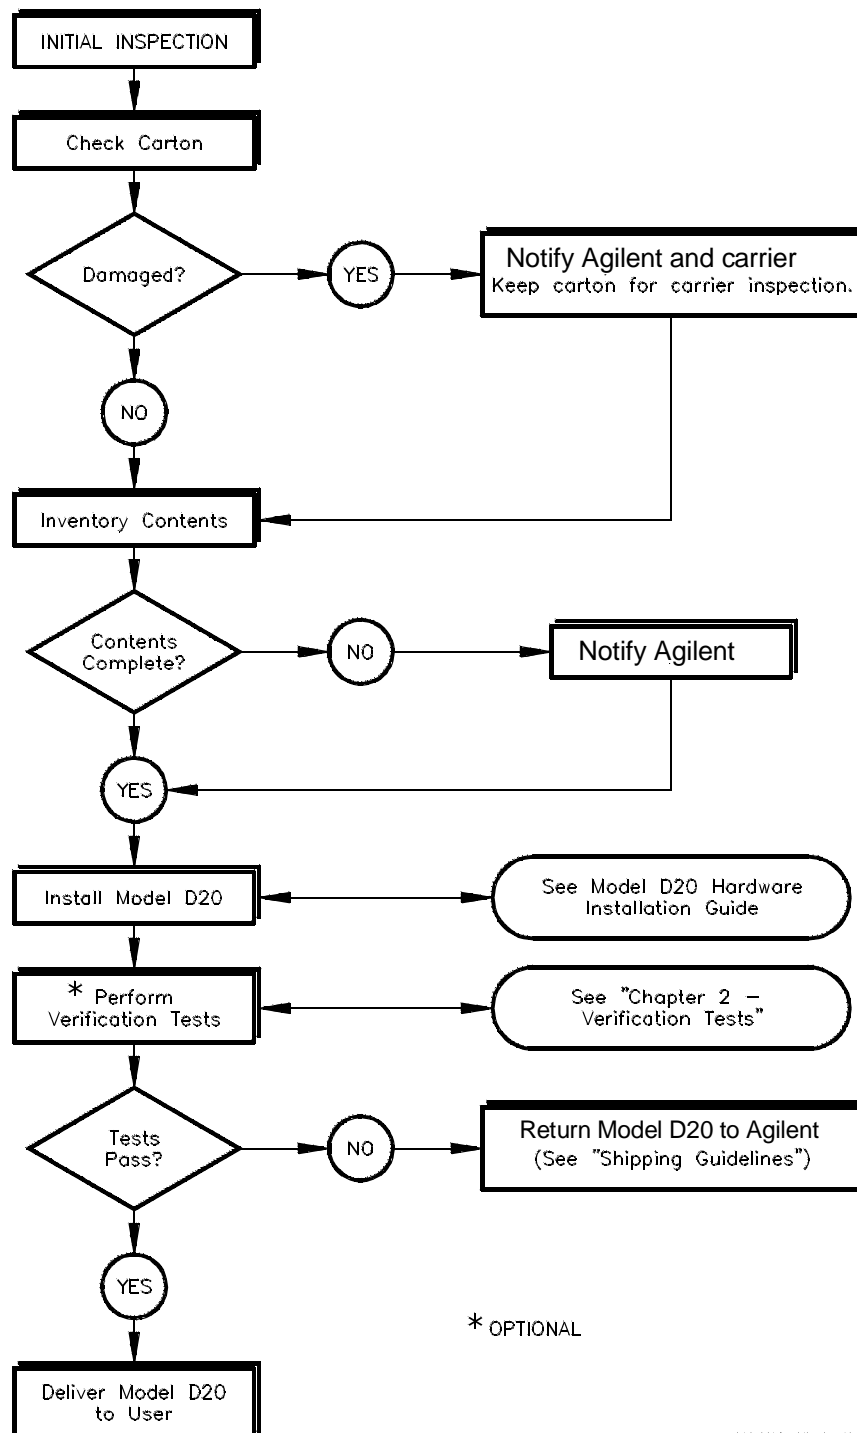 INITIAL INSPECTION
Check Carton
Damaged?
YES
Notify Agilent and carrier
Keep carton for carrier inspection.
NO
Inventory Contents
Contents
Complete?
NO
Notify Agilent
YES
Install Model D20
See Model D20 Hardware
Installation Guide
* Perform
Verification Tests
See "Chapter 2 –
Verification Tests"
Tests
Pass?
NO
Return Model D20 to Agilent
(See "Shipping Guidelines")
YES
* OPTIONAL
Deliver Model D20
to User